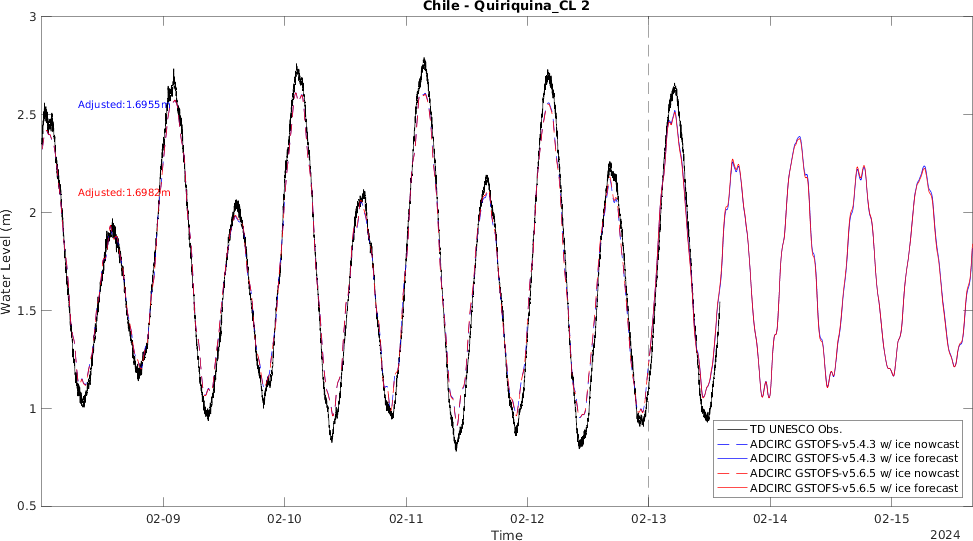 Chile - Quiriquina_CL 2
3
2.5
2
1.5
1
0.5
Water Level (m)
Adjusted:1.6955m
Adjusted:1.6982m
02-09
02-10
02-11
02-12
02-13
02-14
02-15
Time
2024
TD UNESCO Obs.
ADCIRC GSTOFS-v5.4.3 w/ ice nowcast
ADCIRC GSTOFS-v5.4.3 w/ ice forecast
ADCIRC GSTOFS-v5.6.5 w/ ice nowcast
ADCIRC GSTOFS-v5.6.5 w/ ice forecast